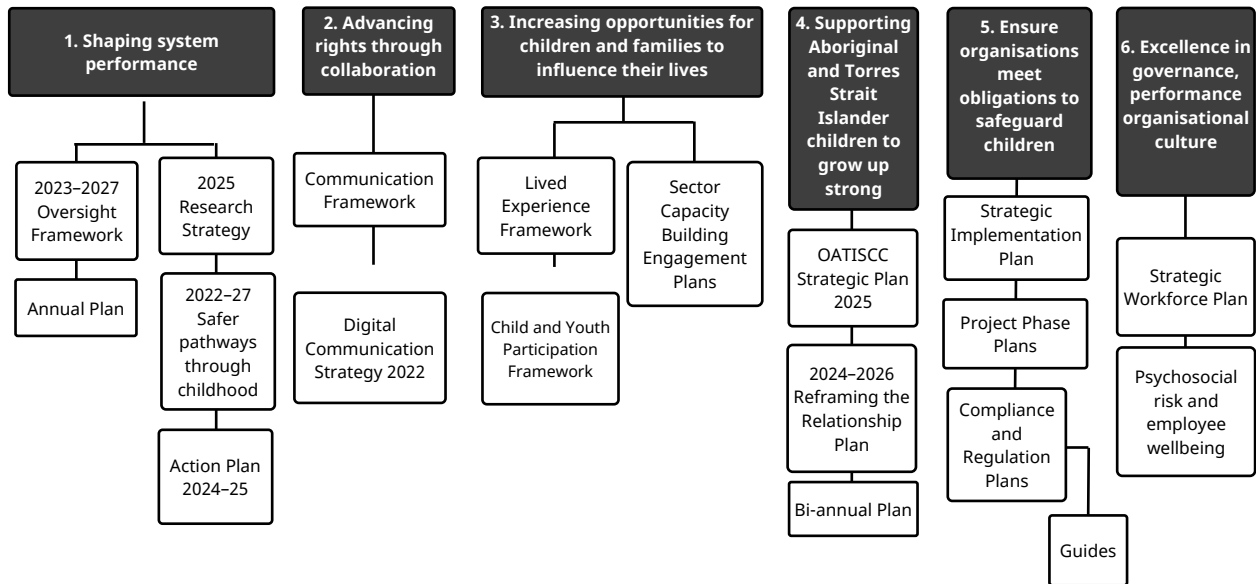 1. Shaping system
performance
2023–2027
Oversight
Framework
Annual Plan
2025
Research
Strategy
2022–27
Safer
pathways
through
childhood
Action Plan
2024–25
2. Advancing
rights through
collaboration
Communication
Framework
Digital
Communication
Strategy 2022
3. Increasing opportunities for
children and families to
influence their lives
Lived
Experience
Framework
Child and Youth
Participation
Framework
Sector
Capacity
Building
Engagement
Plans
4. Supporting
Aboriginal
and Torres
Strait
Islander
children to
grow up
strong
OATISCC
Strategic Plan
2025
2024–2026
Reframing the
Relationship
Plan
Bi-annual Plan
5. Ensure
organisations
meet
obligations to
safeguard
children
Strategic
Implementation
Plan
Project Phase
Plans
Compliance
and
Regulation
Plans
Guides
6. Excellence in
governance,
performance
organisational
culture
Strategic
Workforce Plan
Psychosocial
risk and
employee
wellbeing